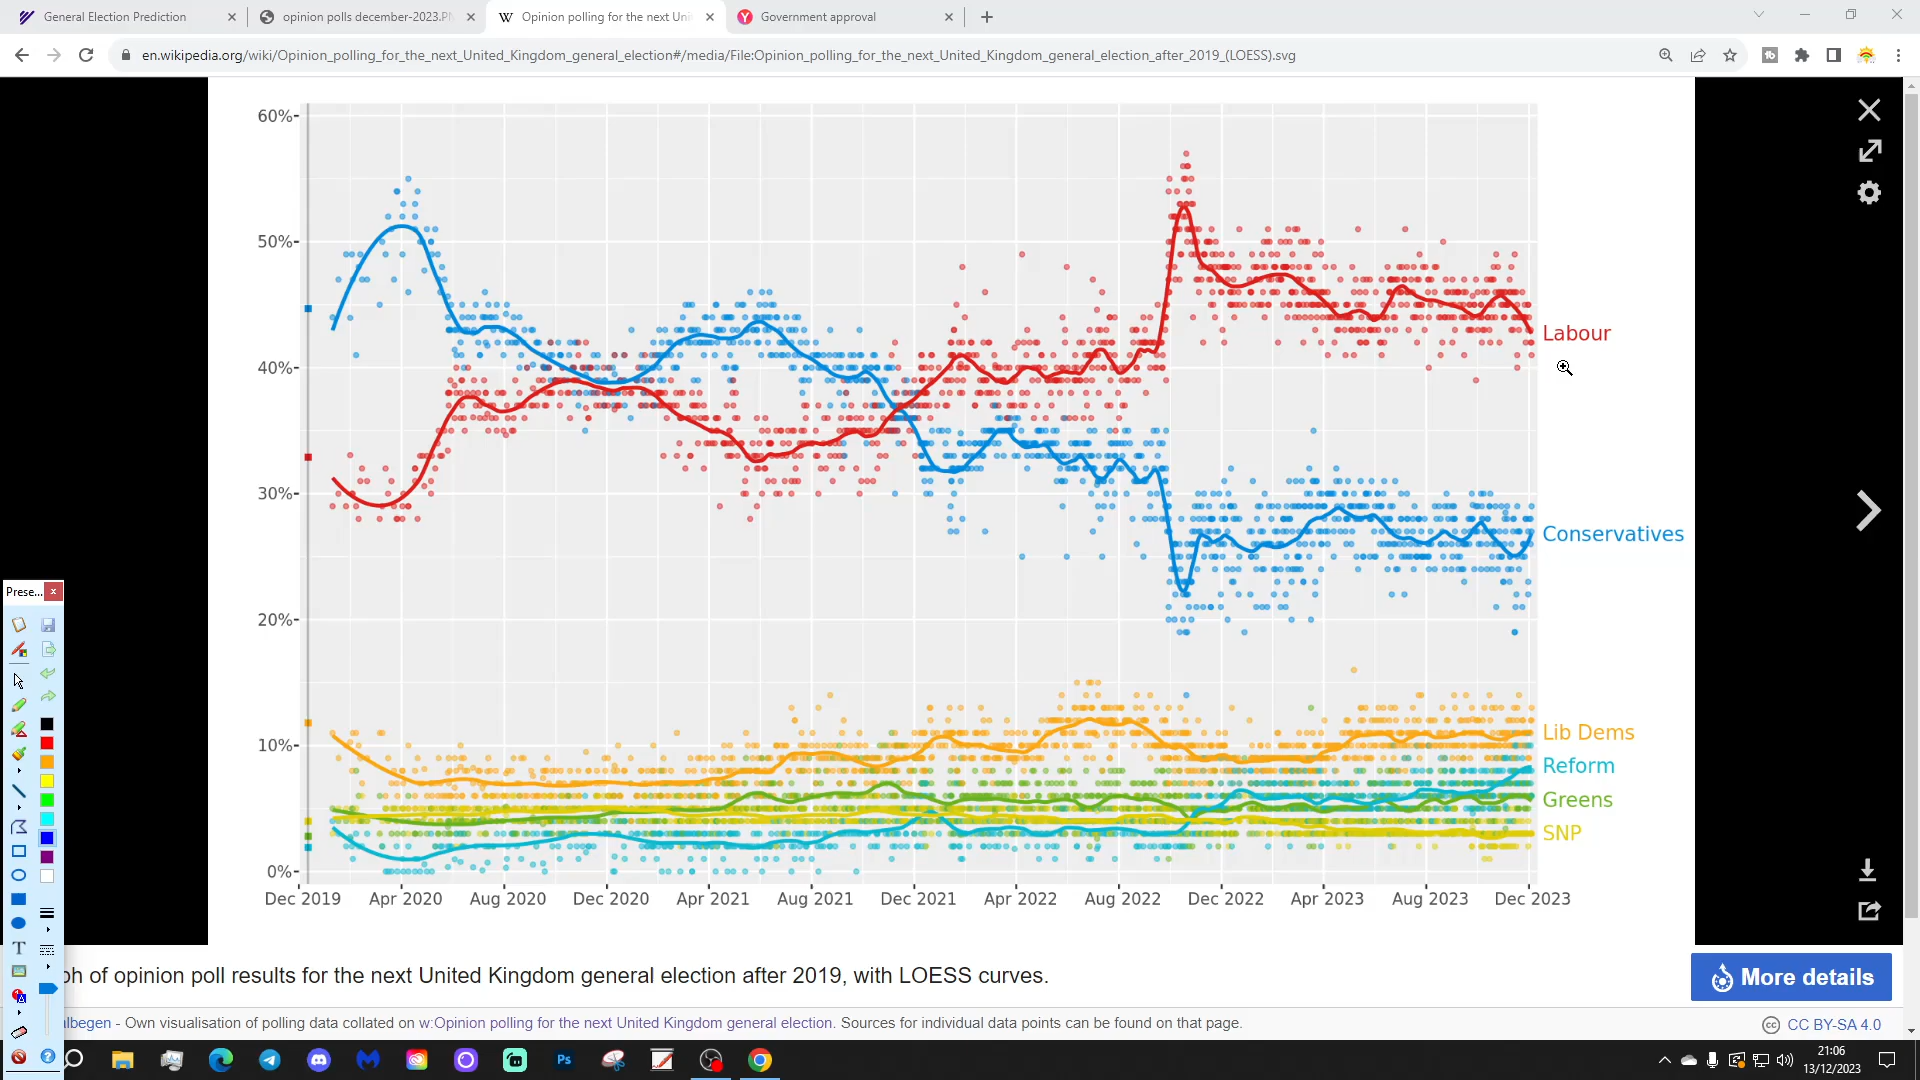 General Election Prediction
opinion polls december-2023.PN
Opinion polling for the next Uni
Government approval
en.wikipedia.org/wiki/Opinion_polling_for_the_next_United_Kingdom_general_election#/media/File:Opinion_polling_for_the_next_United_Kingdom_general_election_after_2019_(LOESS).svg
60%
50%
40%
30%
20%
10%
0%
Labour
Conservatives
Lib Dems
Reform
Greens
SNP
Dec 2019 Apr 2020 Aug 2020 Dec 2020 Apr 2021 Aug 2021 Dec 2021 Apr 2022 Aug 2022 Dec 2022 Apr 2023 Aug 2023 Dec 2023
Prese...
ph of opinion poll results for the next United Kingdom general election after 2019, with LOESS curves.
More details
albegen - Own visualisation of polling data collated on w:Opinion polling for the next United Kingdom general election. Sources for individual data points can be found on that page.
cc CC BY-SA 4.0
Ps
21:06
13/12/2023